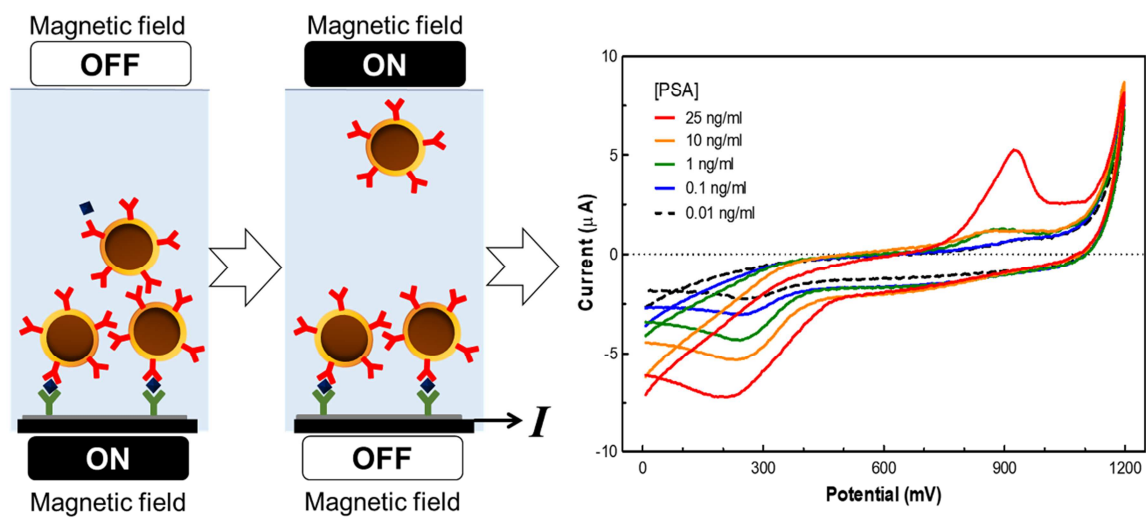 Magnetic field
OFF
ON
Magnetic field
Magnetic field
ON
I
OFF
Magnetic field
10
5
0
-5
-10
Current (μ A)
[PSA]
25 ng/ml
10 ng/ml
1 ng/ml
0.1 ng/ml
0.01 ng/ml
0
300
600
900
1200
Potential (mV)